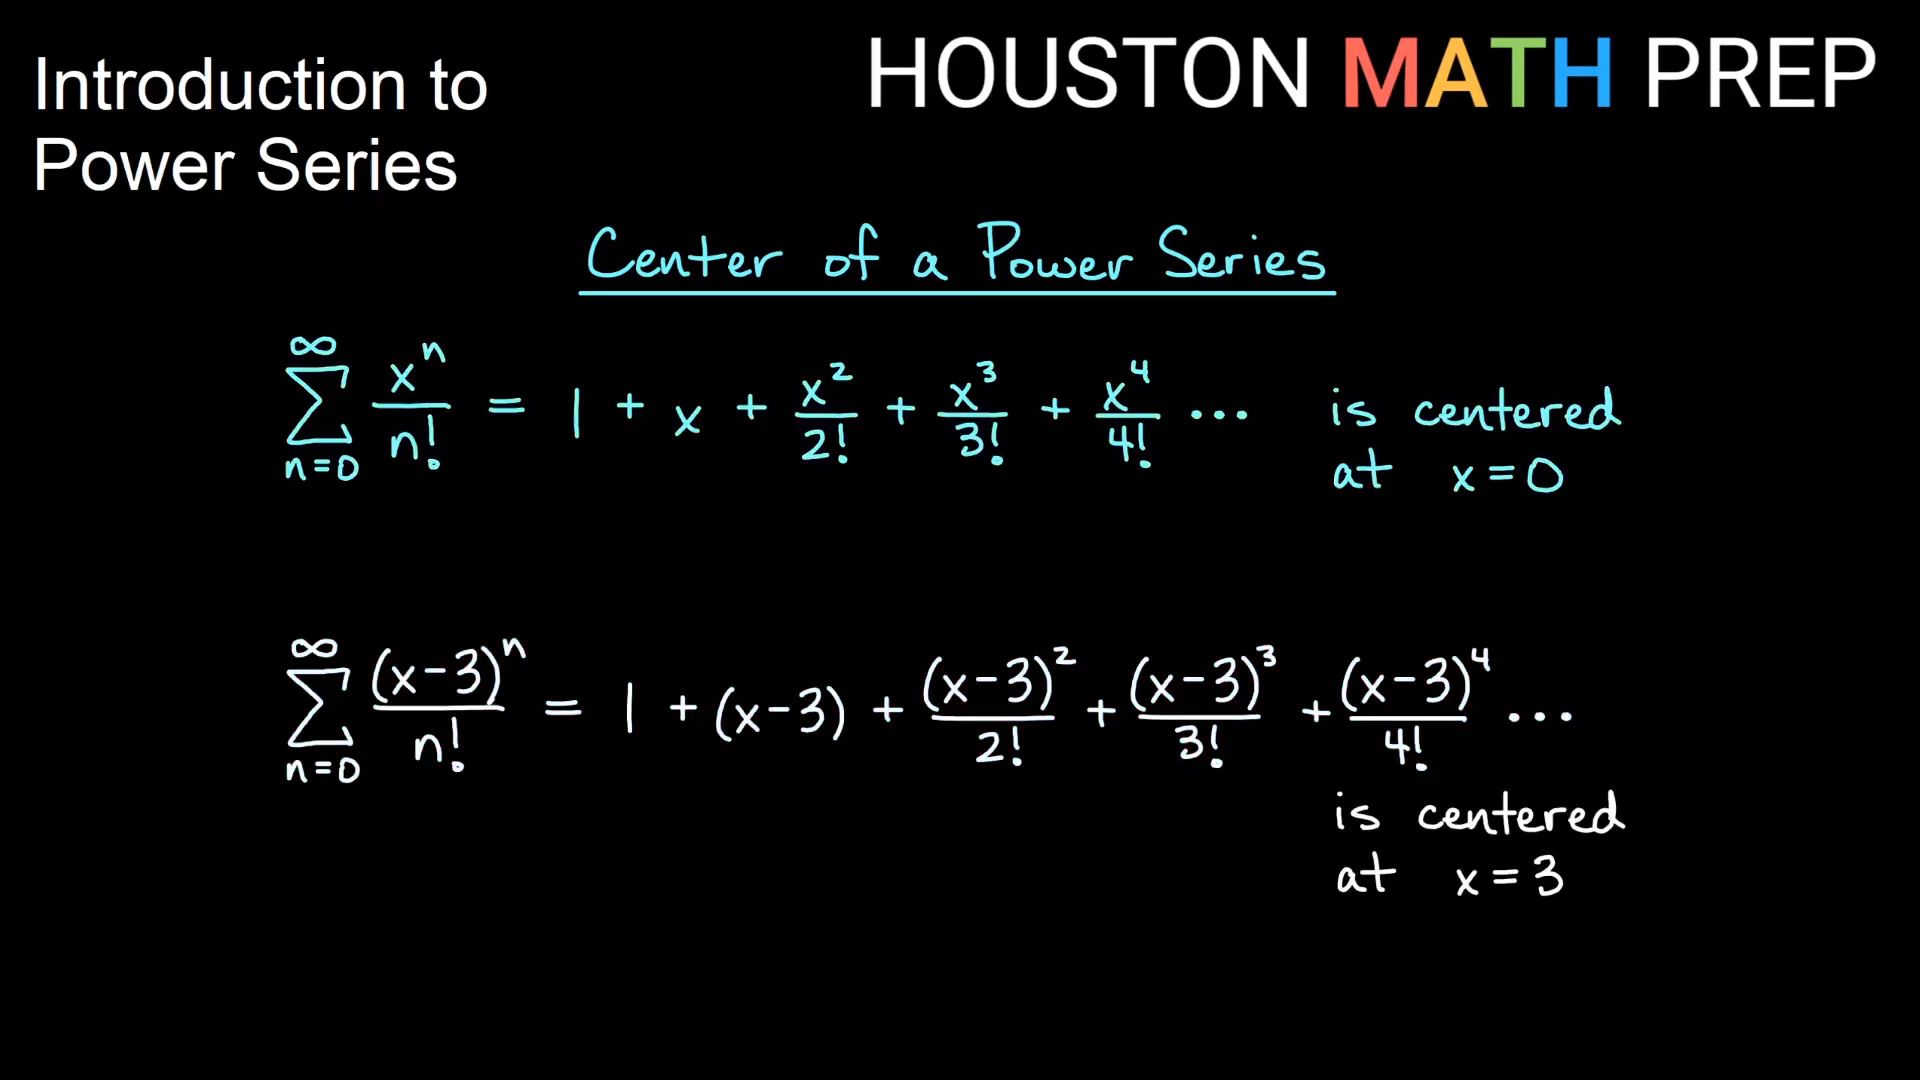 Introduction to
Power Series
HOUSTON MATH PREP
Center of a Power Series
∞
∑ xⁿ/n! = 1 + x + x²/2! + x³/3! + x⁴/4! ...
n=0
is centered
at x=0
∞
∑ (x-3)ⁿ/n! = 1 + (x-3) + (x-3)²/2! + (x-3)³/3! + (x-3)⁴/4! ...
n=0
is centered
at x=3